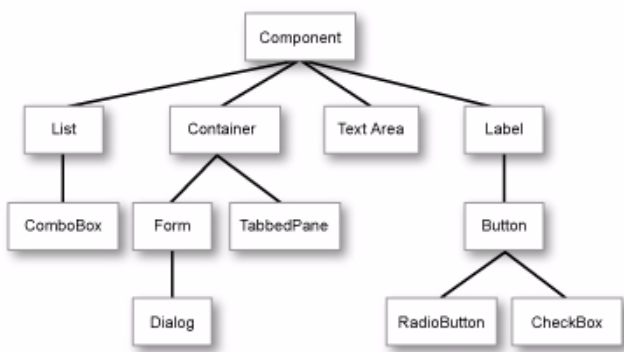 Component
List
Container
Text Area
Label
ComboBox
Form
TabbedPane
Button
Dialog
RadioButton
CheckBox